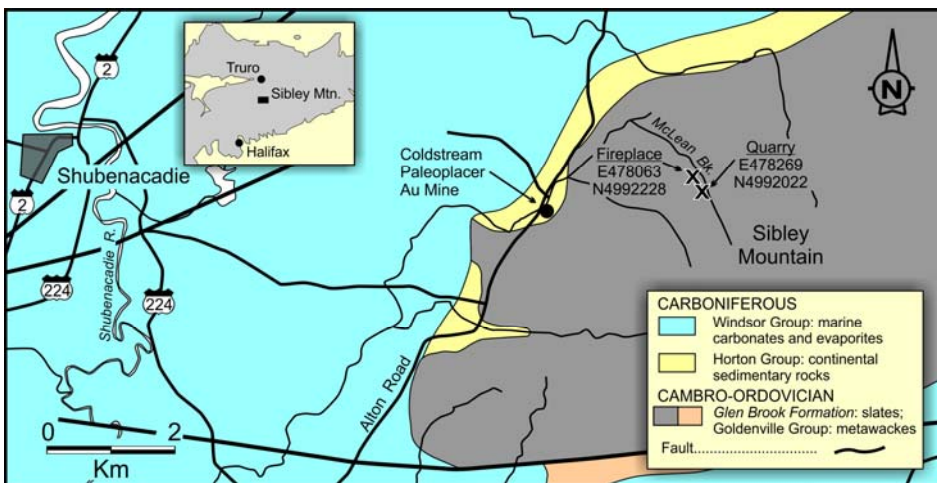 2
Truro
Sibley Mtn.
Halifax
Shubenacadie
2
Shubenacadie R.
224
224
Coldstream
Paleoplacer
Au Mine
McLean Bk.
Fireplace
E478063
N4992228
Quarry
E478269
N4992022
Sibley
Mountain
N
Alton Road
0 2
Km
CARBONIFEROUS
Windsor Group: marine
carbonates and evaporites
Horton Group: continental
sedimentary rocks
CAMBRO-ORDOVICIAN
Glen Brook Formation: slates;
Goldenville Group: metawackes
Fault..............................